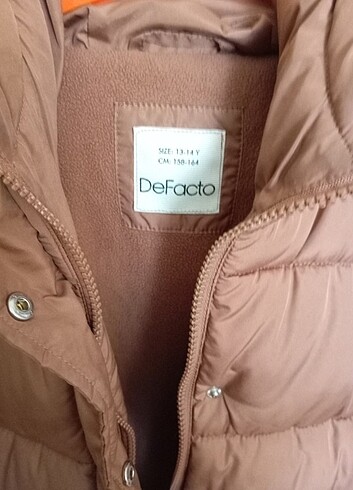 SIZE: 13-14 Y
CM: 158-164
DeFacto